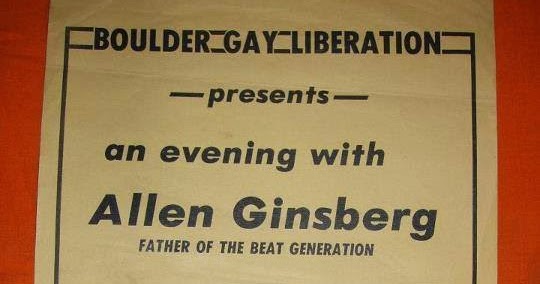 BOULDER GAY LIBERATION
—presents—
an evening with
Allen Ginsberg
FATHER OF THE BEAT GENERATION